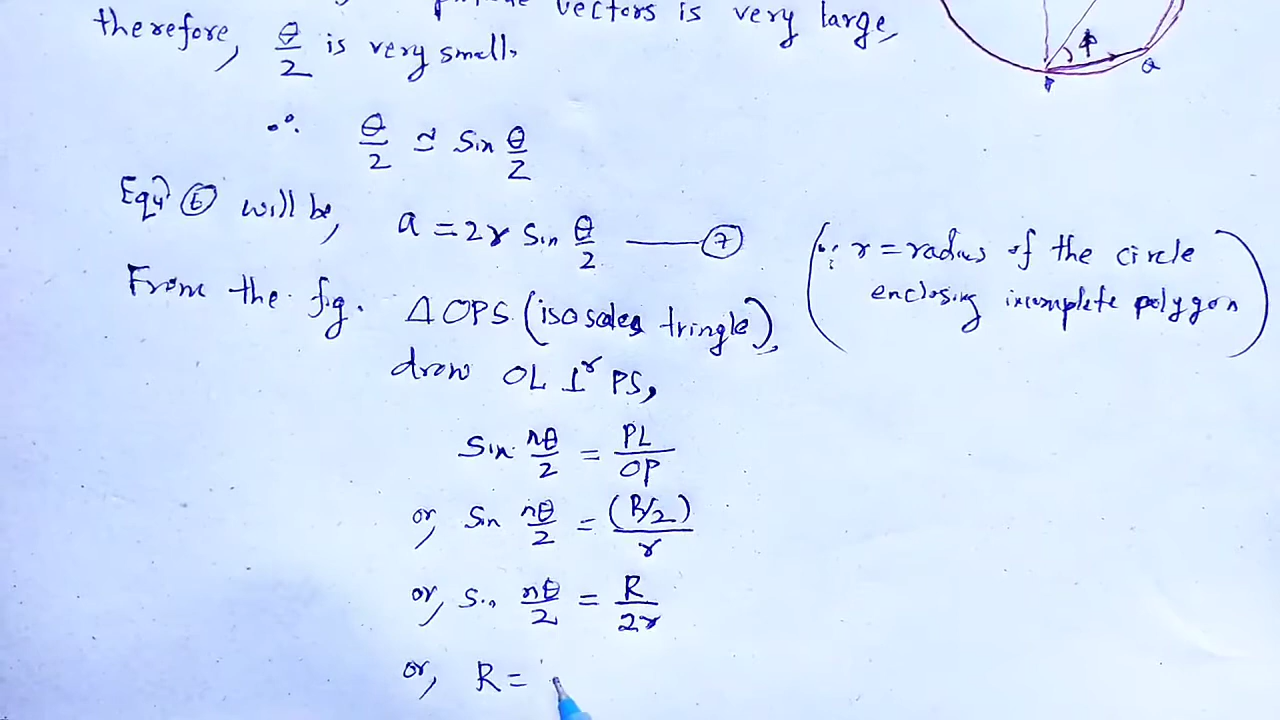 vectors is very large,
therefore, θ/2 is very small.
∴ θ/2 ≃ Sin θ/2
Eqn 6 will be, a = 2r Sin θ/2 —— 7
(∵ r = radius of the circle
enclosing incomplete polygon)
From the fig. Δ OPS (isosceles tringle),
draw OL ⊥r PS,
Sin nθ/2 = PL/OP
or, Sin nθ/2 = (R/2)/r
or, Sin nθ/2 = R/2r
or, R =
ϕ
P
Q